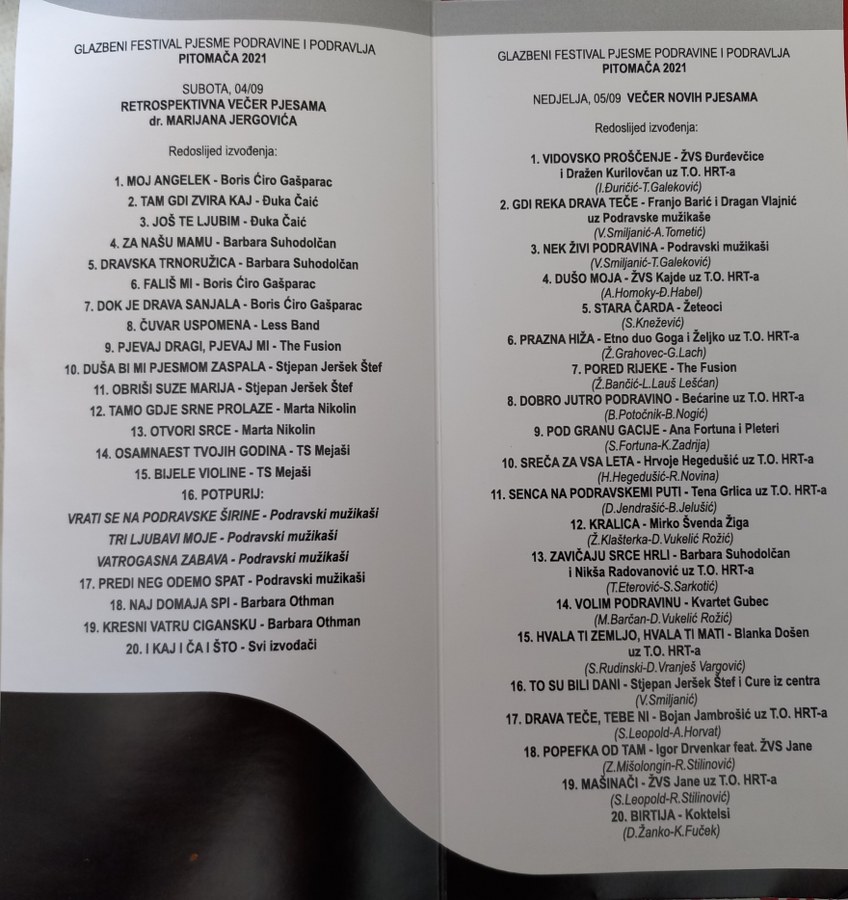 GLAZBENI FESTIVAL PJESME PODRAVINE I PODRAVLJA
PITOMAČA 2021
SUBOTA, 04/09
RETROSPEKTIVNA VEČER PJESAMA
dr. MARIJANA JERGOVIĆA
Redoslijed izvođenja:
1. MOJ ANGELEK - Boris Ćiro Gašparac
2. TAM GDI ZVIRA KAJ - Đuka Čaić
3. JOŠ TE LJUBIM - Đuka Čaić
4. ZA NAŠU MAMU - Barbara Suhodolčan
5. DRAVSKA TRNORUŽICA - Barbara Suhodolčan
6. FALIŠ MI - Boris Ćiro Gašparac
7. DOK JE DRAVA SANJALA - Boris Ćiro Gašparac
8. ČUVAR USPOMENA - Less Band
9. PJEVAJ DRAGI, PJEVAJ MI - The Fusion
10. DUŠA BI MI PJESMOM ZASPALA - Stjepan Jeršek Štef
11. OBRIŠI SUZE MARIJA - Stjepan Jeršek Štef
12. TAMO GDJE SRNE PROLAZE - Marta Nikolin
13. OTVORI SRCE - Marta Nikolin
14. OSAMNAEST TVOJIH GODINA - TS Mejaši
15. BIJELE VIOLINE - TS Mejaši
16. POTPURIJ:
VRATI SE NA PODRAVSKE ŠIRINE - Podravski mužikaši
TRI LJUBAVI MOJE - Podravski mužikaši
VATROGASNA ZABAVA - Podravski mužikaši
17. PREDI NEG ODEMO SPAT - Podravski mužikaši
18. NAJ DOMAJA SPI - Barbara Othman
19. KRESNI VATRU CIGANSKU - Barbara Othman
20. I KAJ I ČA I ŠTO - Svi izvođači
GLAZBENI FESTIVAL PJESME PODRAVINE I PODRAVLJA
PITOMAČA 2021
NEDJELJA, 05/09 VEČER NOVIH PJESAMA
Redoslijed izvođenja:
1. VIDOVSKO PROŠČENJE - ŽVS Đurđevčice
i Dražen Kurilovčan uz T.O. HRT-a
(I.Đuričić-T.Galeković)
2. GDI REKA DRAVA TEČE - Franjo Barić i Dragan Vlajnić
uz Podravske mužikaše
(V.Smiljanić-A.Tometić)
3. NEK ŽIVI PODRAVINA - Podravski mužikaši
(V.Smiljanić-T.Galeković)
4. DUŠO MOJA - ŽVS Kajde uz T.O. HRT-a
(A.Homoky-Đ.Habel)
5. STARA ČARDA - Žeteoci
(S.Knežević)
6. PRAZNA HIŽA - Etno duo Goga i Željko uz T.O. HRT-a
(Ž.Grahovec-G.Lach)
7. PORED RIJEKE - The Fusion
(Ž.Bančić-L.Lauš Leščan)
8. DOBRO JUTRO PODRAVINO - Bećarine uz T.O. HRT-a
(B.Potočnik-B.Nogić)
9. POD GRANU GACIJE - Ana Fortuna i Pleteri
(S.Fortuna-K.Zadrija)
10. SREČA ZA VSA LETA - Hrvoje Hegedušić uz T.O. HRT-a
(H.Hegedušić-R.Novina)
11. SENCA NA PODRAVSKEMI PUTI - Tena Grlica uz T.O. HRT-a
(D.Jendrašić-B.Jelušić)
12. KRALICA - Mirko Švenda Žiga
(Ž.Klašterka-D.Vukelić Rožić)
13. ZAVIČAJU SRCE HRLI - Barbara Suhodolčan
i Nikša Radovanović uz T.O. HRT-a
(T.Eterović-S.Sarkotić)
14. VOLIM PODRAVINU - Kvartet Gubec
(M.Barčan-D.Vukelić Rožić)
15. HVALA TI ZEMLJO, HVALA TI MATI - Blanka Došen
uz T.O. HRT-a
(S.Rudinski-D.Vranješ Vargović)
16. TO SU BILI DANI - Stjepan Jeršek Štef i Cure iz centra
(V.Smiljanić)
17. DRAVA TEČE, TEBE NI - Bojan Jambrošić uz T.O. HRT-a
(S.Leopold-A.Horvat)
18. POPEFKA OD TAM - Igor Drvenkar feat. ŽVS Jane
(Z.Mišolongin-R.Stilinović)
19. MAŠINAČI - ŽVS Jane uz T.O. HRT-a
(S.Leopold-R.Stilinović)
20. BIRTIJA - Koktelsi
(D.Žanko-K.Fuček)